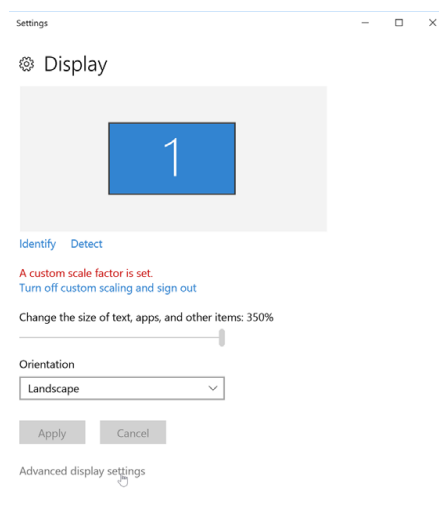 Settings
Display
1
Identify Detect
A custom scale factor is set.
Turn off custom scaling and sign out
Change the size of text, apps, and other items: 350%
Orientation
Landscape
Apply Cancel
Advanced display settings